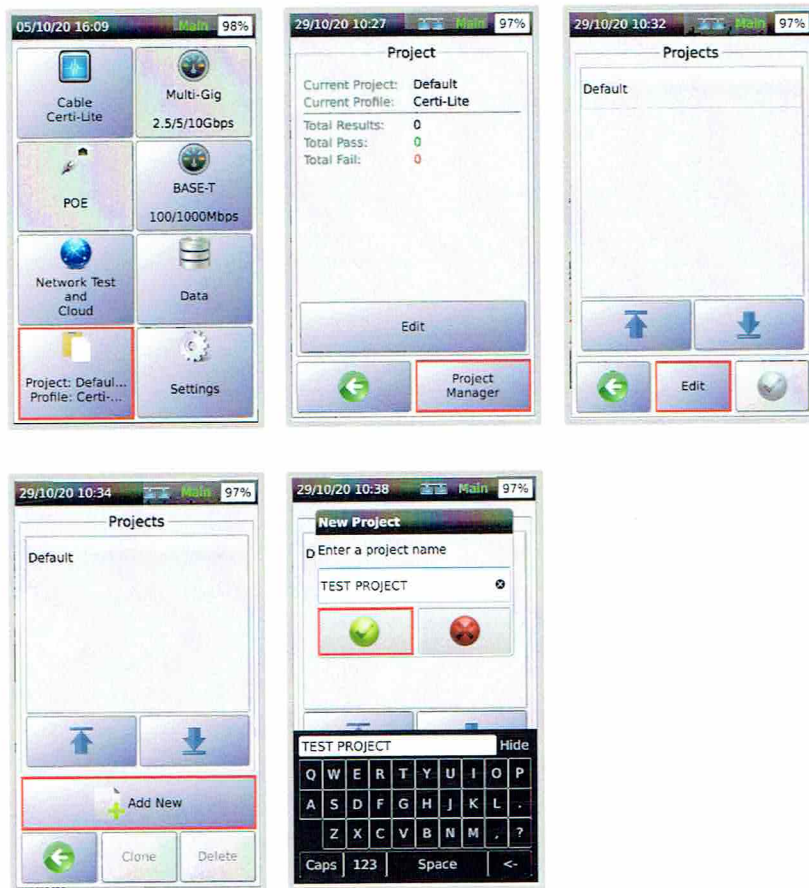 05/10/20 16:09 Main 98%
Cable
Certi-Lite
Multi-Gig
2.5/5/10Gbps
POE
BASE-T
100/1000Mbps
Network Test
and
Cloud
Data
Project: Defaul...
Profile: Certi-...
Settings
29/10/20 10:27 Main 97%
Project
Current Project: Default
Current Profile: Certi-Lite
Total Results: 0
Total Pass: 0
Total Fail: 0
Edit
Project
Manager
29/10/20 10:32 Main 97%
Projects
Default
Edit
29/10/20 10:34 Main 97%
Projects
Default
Add New
Clone
Delete
29/10/20 10:38 Main 97%
New Project
D Enter a project name
TEST PROJECT
TEST PROJECT Hide
Q W E R T Y U I O P
A S D F G H J K L .
Z X C V B N M , ?
Caps 123 Space <-